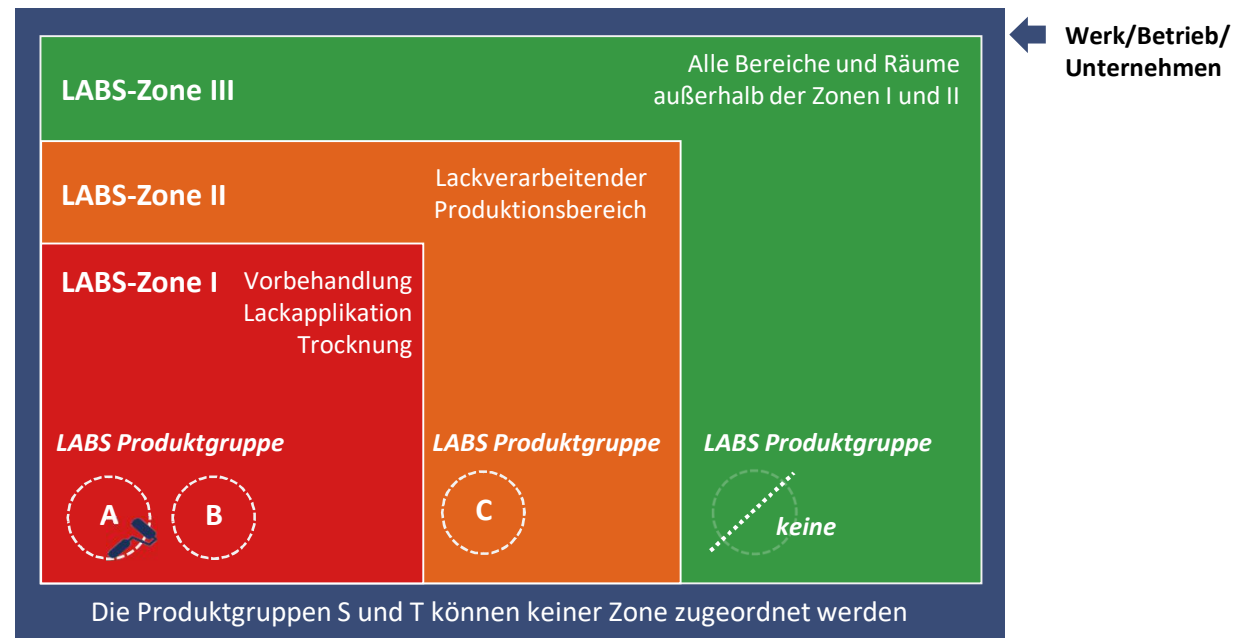 Werk/Betrieb/
Unternehmen
LABS-Zone III
Alle Bereiche und Räume
außerhalb der Zonen I und II
LABS-Zone II
Lackverarbeitender
Produktionsbereich
LABS-Zone I
Vorbehandlung
Lackapplikation
Trocknung
LABS Produktgruppe
A
B
LABS Produktgruppe
C
LABS Produktgruppe
keine
Die Produktgruppen S und T können keiner Zone zugeordnet werden